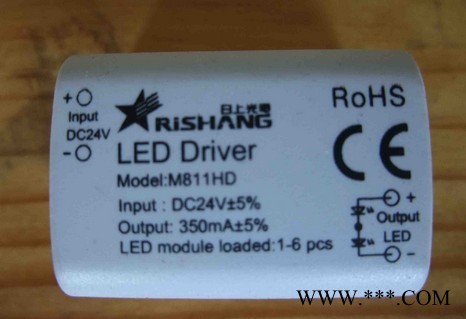 +
Input
DC24V
-
日上光電
RiSHANG
RoHS
CE
LED Driver
Model:M811HD
Input : DC24V±5%
Output: 350mA±5%
LED module loaded:1-6 pcs
+
Output
LED
-
WWW.***.COM